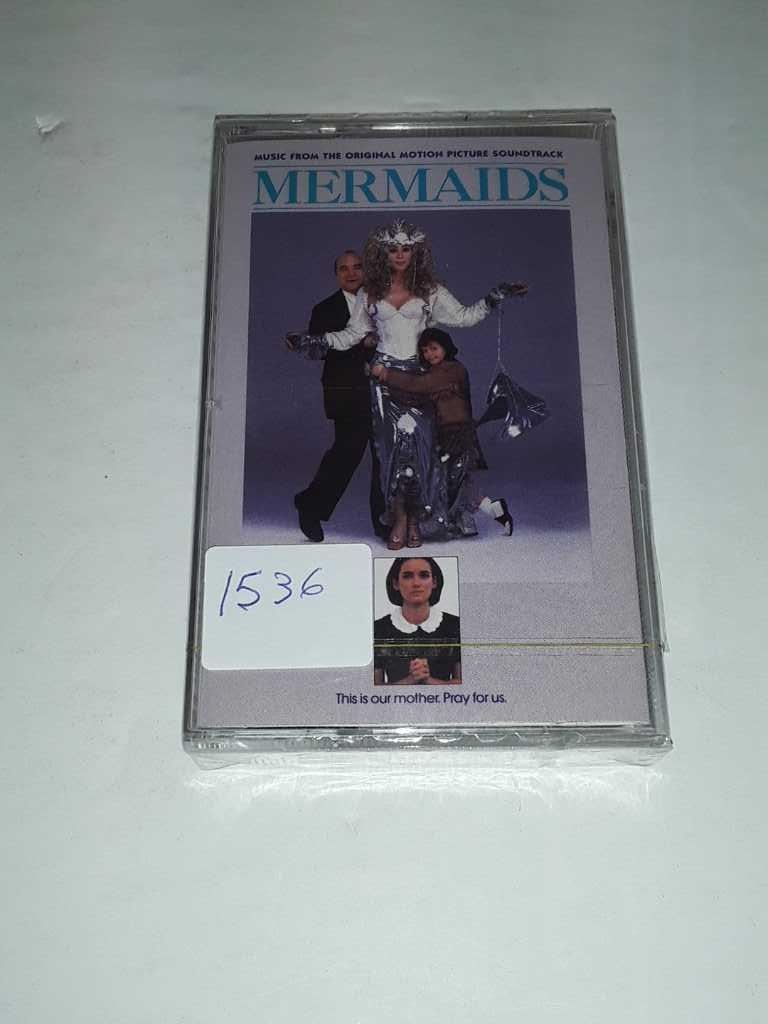 MUSIC FROM THE ORIGINAL MOTION PICTURE SOUNDTRACK
MERMAIDS
1536
This is our mother. Pray for us.